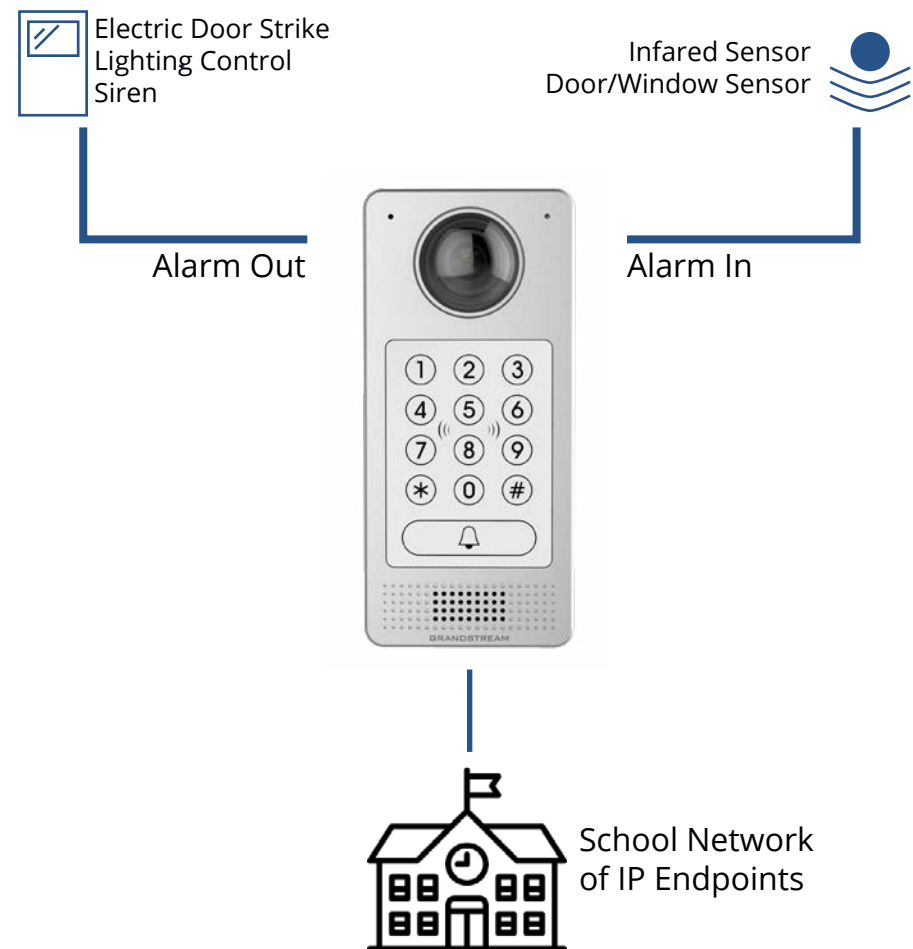 Electric Door Strike
Lighting Control
Siren
Infared Sensor
Door/Window Sensor
Alarm Out
Alarm In
1 2 3
4 5 6
7 8 9
* 0 #
GRANDSTREAM
School Network
of IP Endpoints